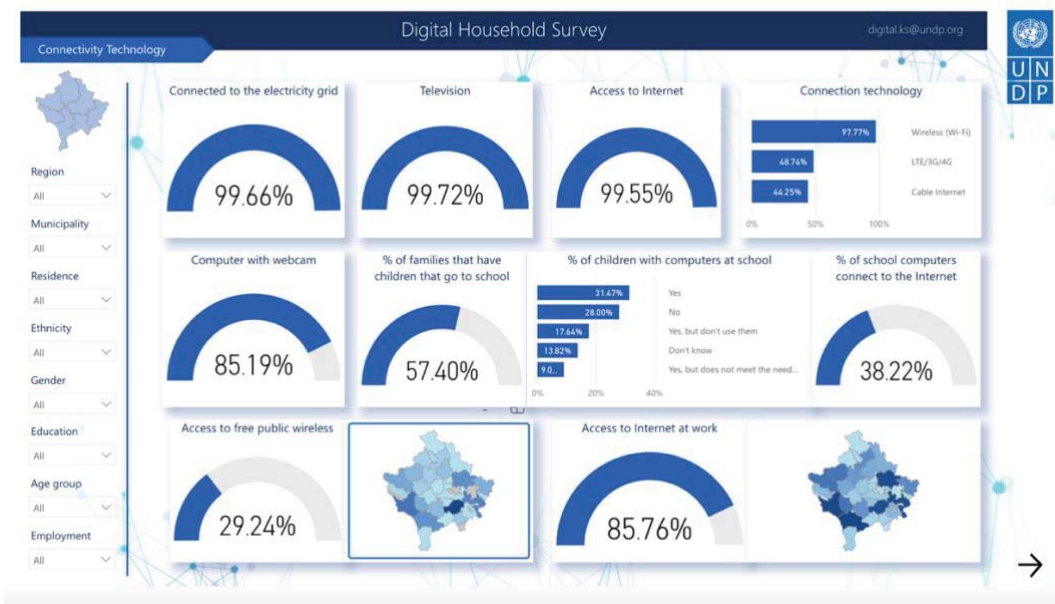 Digital Household Survey
digital.ks@undp.org
U N
D P
Connectivity Technology
Region
All
Municipality
All
Residence
All
Ethnicity
All
Gender
All
Education
All
Age group
All
Employment
All
Connected to the electricity grid
99.66%
Television
99.72%
Access to Internet
99.55%
Connection technology
97.77% Wireless (Wi-Fi)
48.74% LTE/3G/4G
44.25% Cable Internet
0% 50% 100%
Computer with webcam
85.19%
% of families that have
children that go to school
57.40%
% of children with computers at school
31.47% Yes
28.00% No
17.64% Yes, but don't use them
13.82% Don't know
9.0... Yes, but does not meet the need...
0% 20% 40%
% of school computers
connect to the Internet
38.22%
Access to free public wireless
29.24%
Access to Internet at work
85.76%